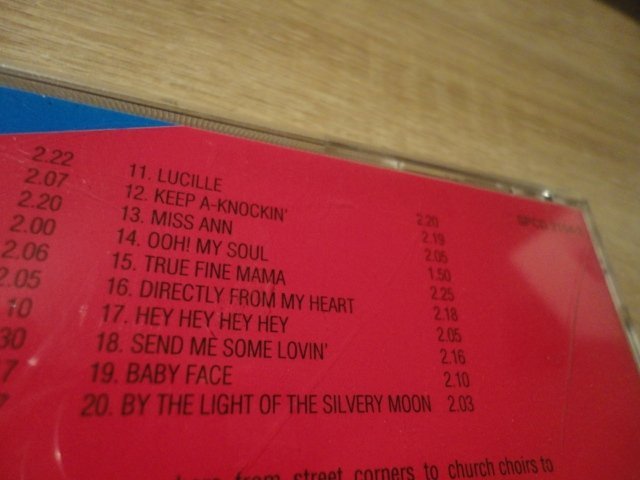 2.22
2.07
2.20
2.00
2.06
2.05
10
30
11. LUCILLE 2.20
12. KEEP A-KNOCKIN' 2.19
13. MISS ANN 2.05
14. OOH! MY SOUL 1.50
15. TRUE FINE MAMA 2.25
16. DIRECTLY FROM MY HEART 2.18
17. HEY HEY HEY HEY 2.05
18. SEND ME SOME LOVIN' 2.16
19. BABY FACE 2.10
20. BY THE LIGHT OF THE SILVERY MOON 2.03
from street corners to church choirs to